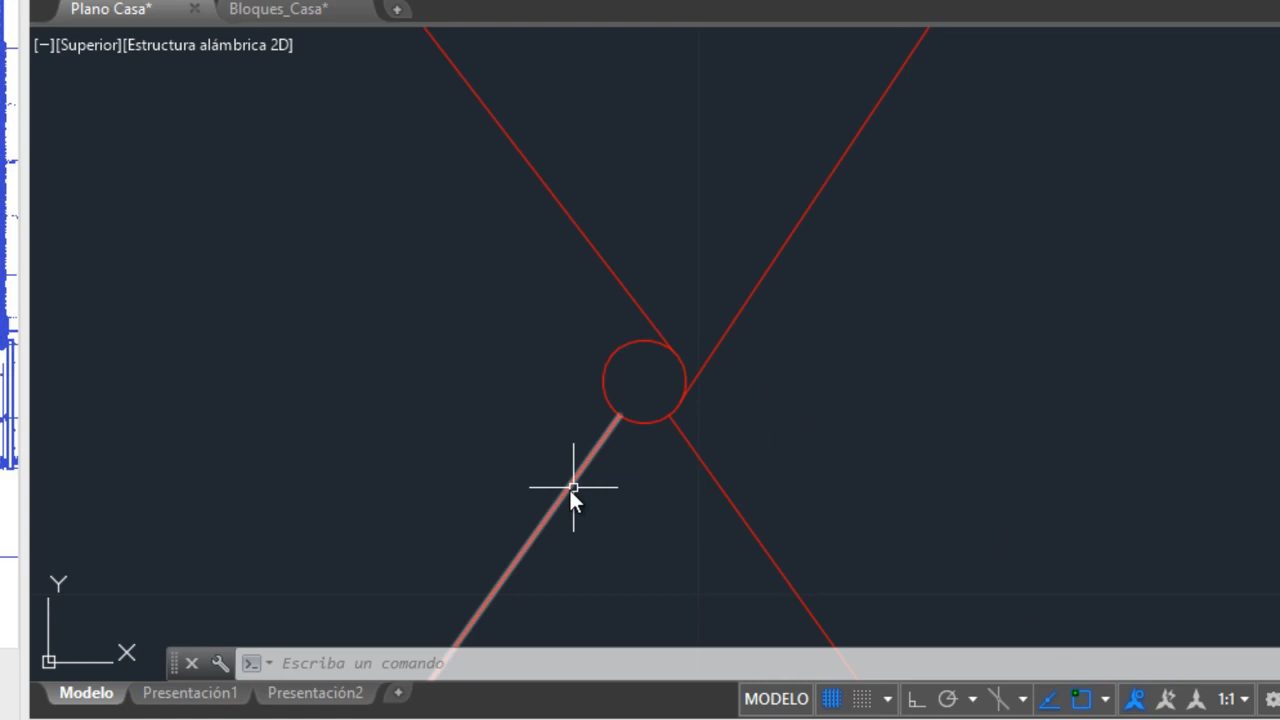 Plano Casa*
Bloques_Casa*
[−][Superior][Estructura alámbrica 2D]
Y
X
Escriba un comando
Modelo
Presentación1
Presentación2
MODELO
1:1